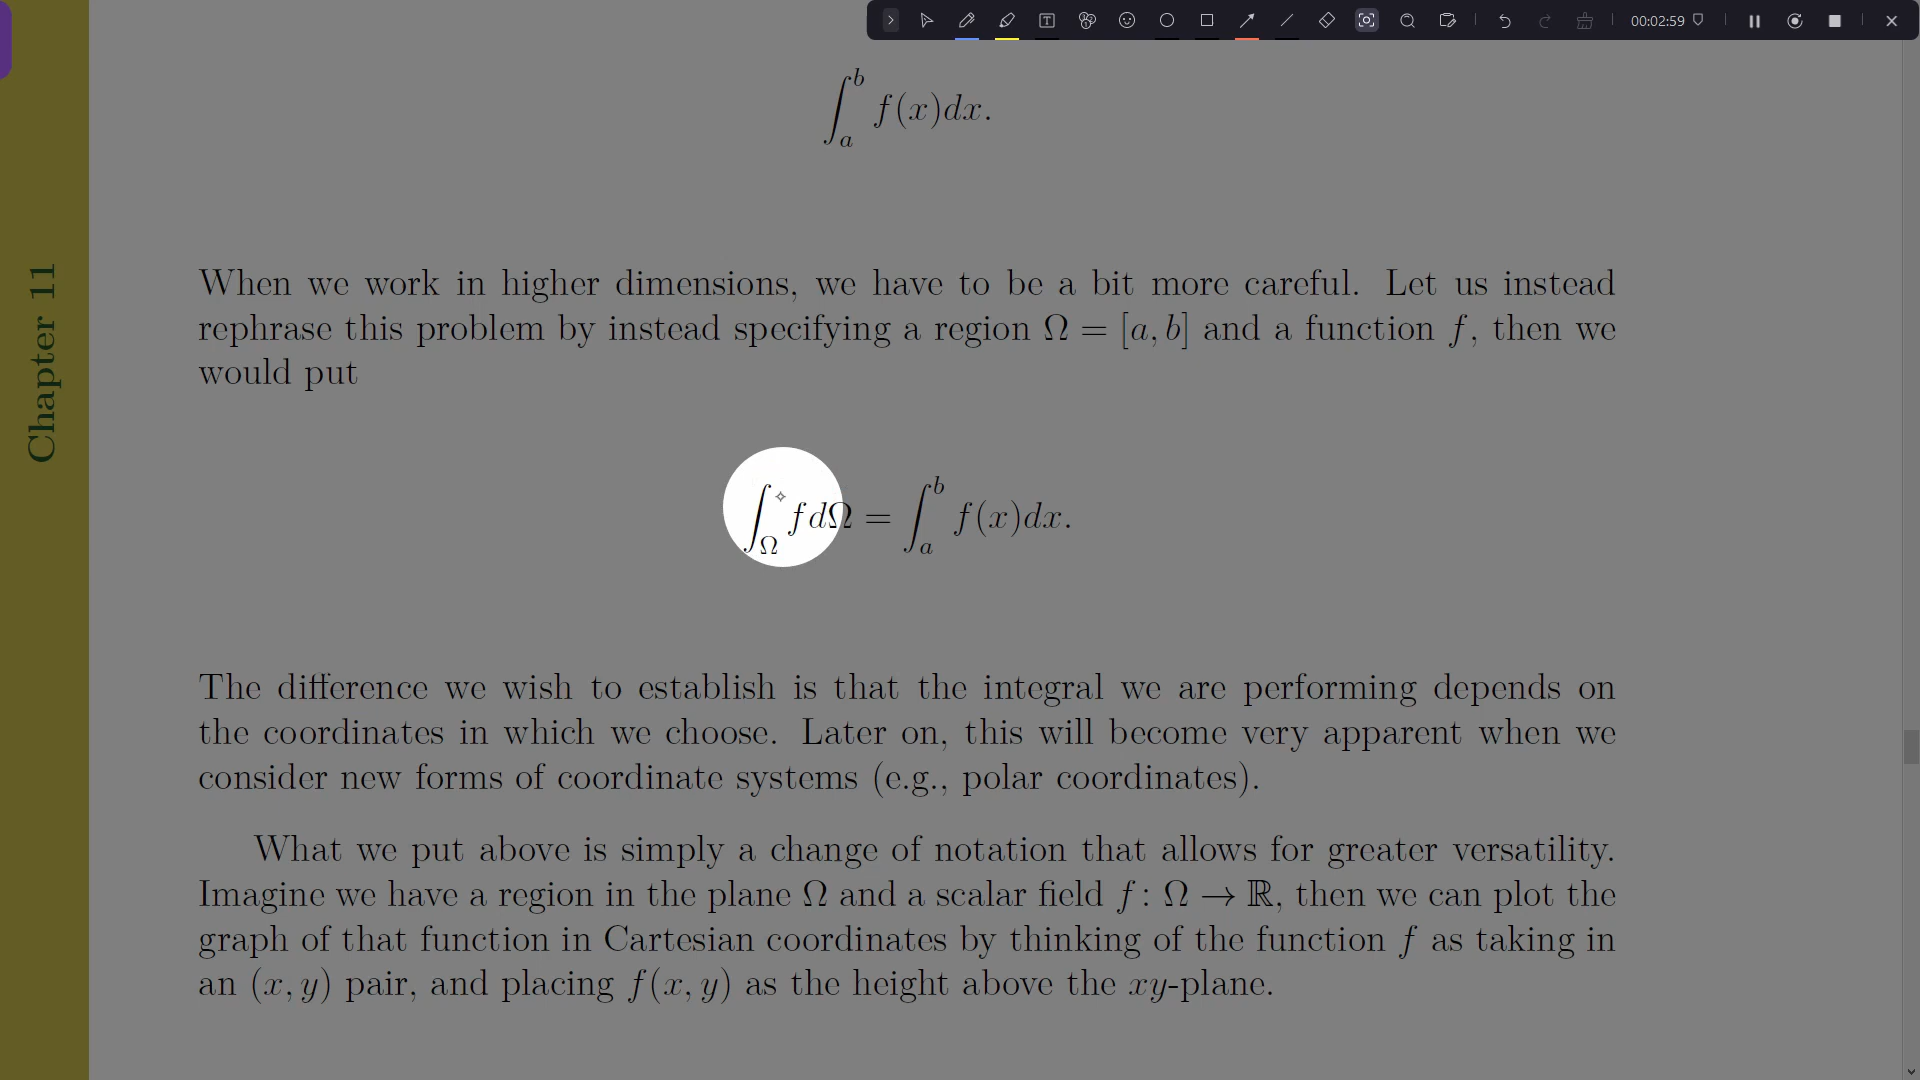 00:02:59
∫_a^b f(x)dx.
Chapter 11
When we work in higher dimensions, we have to be a bit more careful. Let us instead
rephrase this problem by instead specifying a region Ω = [a, b] and a function f, then we
would put
∫_Ω f dΩ = ∫_a^b f(x)dx.
The difference we wish to establish is that the integral we are performing depends on
the coordinates in which we choose. Later on, this will become very apparent when we
consider new forms of coordinate systems (e.g., polar coordinates).
What we put above is simply a change of notation that allows for greater versatility.
Imagine we have a region in the plane Ω and a scalar field f: Ω → ℝ, then we can plot the
graph of that function in Cartesian coordinates by thinking of the function f as taking in
an (x, y) pair, and placing f(x, y) as the height above the xy-plane.